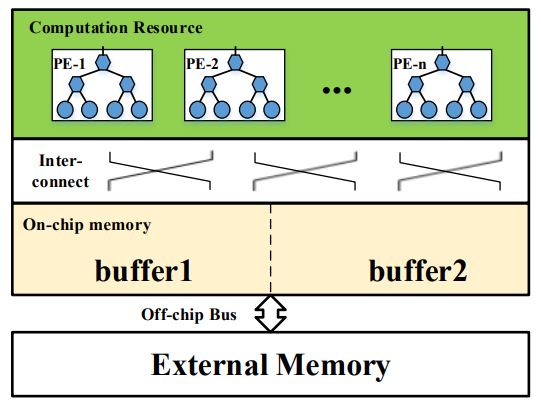 Computation Resource
PE-1
PE-2
...
PE-n
Inter-
connect
On-chip memory
buffer1
buffer2
Off-chip Bus
External Memory